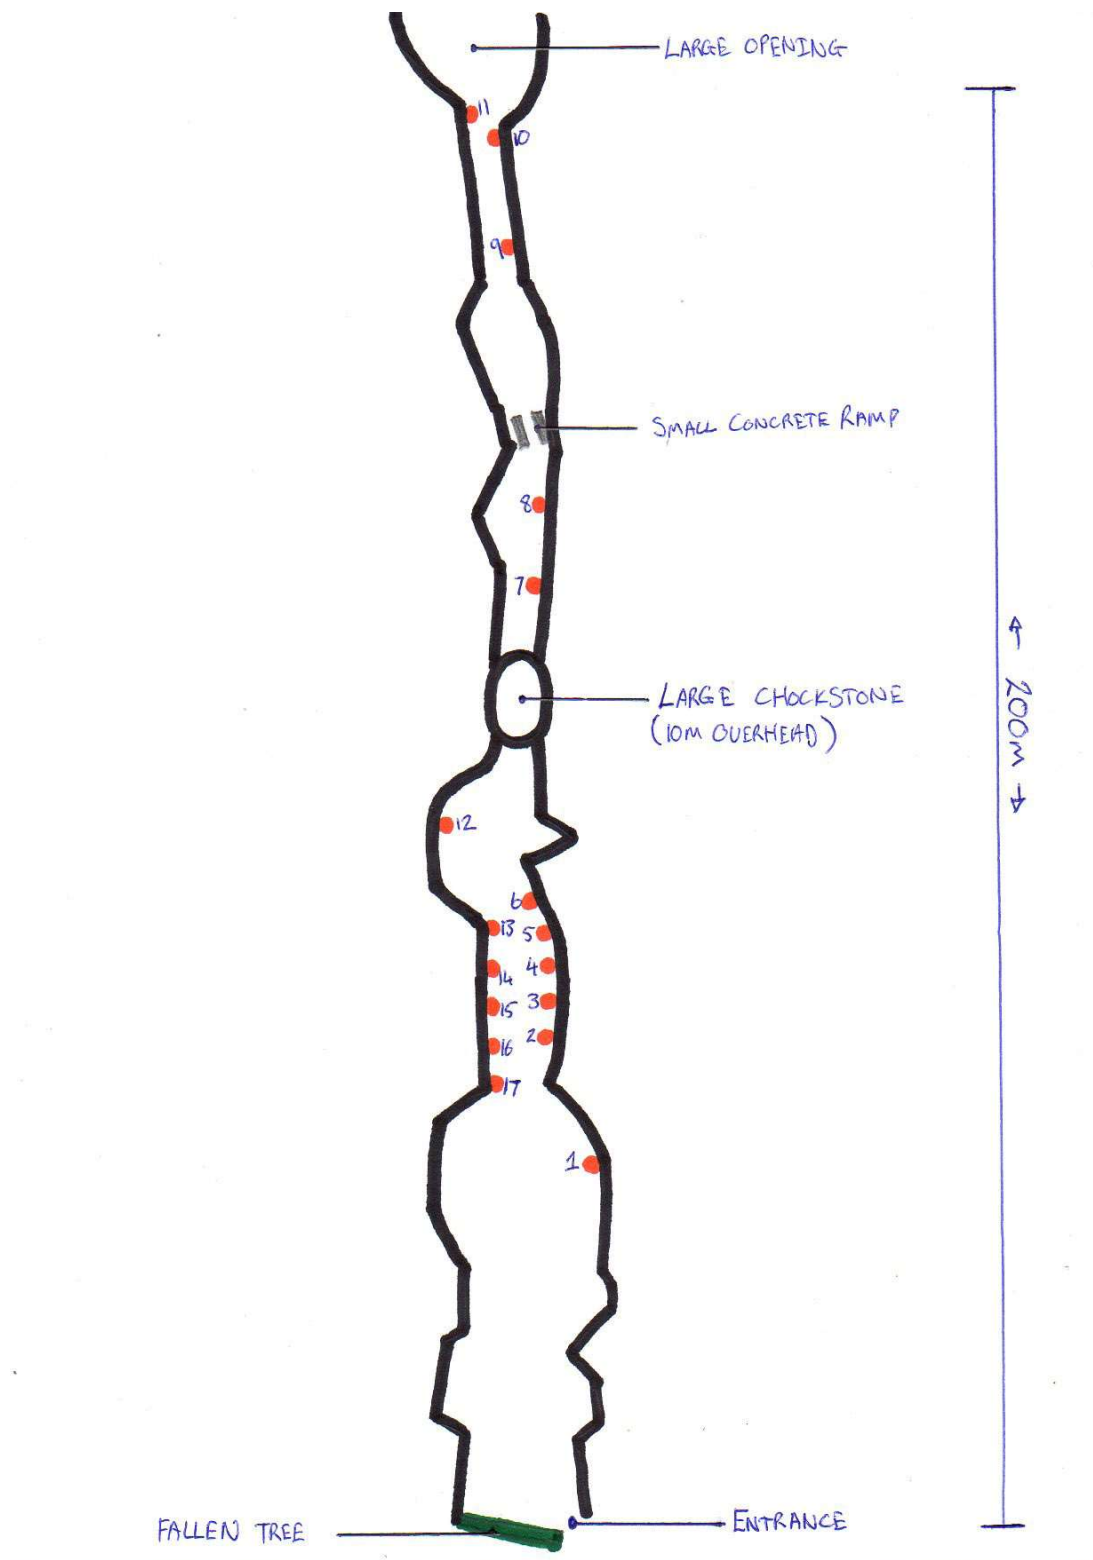 LARGE OPENING
11
10
9
SMALL CONCRETE RAMP
8
7
LARGE CHOCKSTONE
(10M OVERHEAD)
200m
12
6
13
5
14
4
15
3
16
2
17
1
FALLEN TREE
ENTRANCE